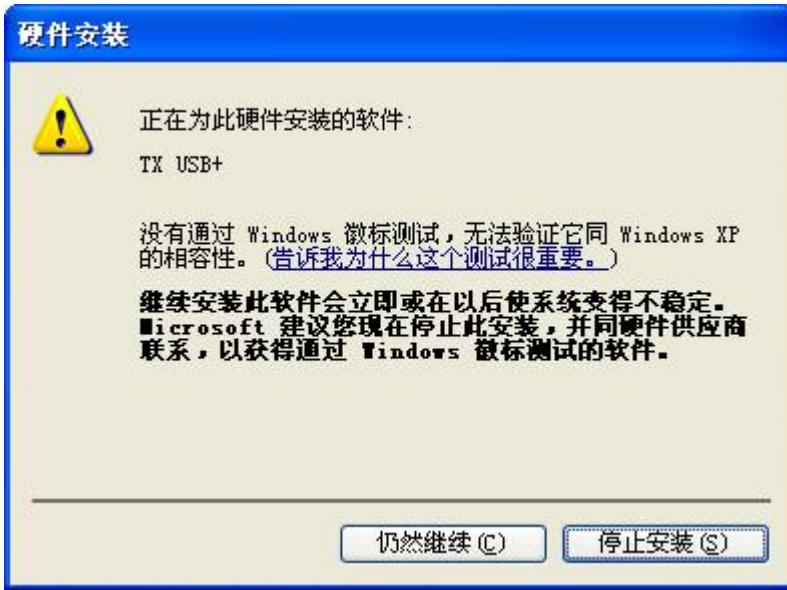 硬件安装
正在为此硬件安装的软件:
TX USB+
没有通过 Windows 徽标测试，无法验证它同 Windows XP
的相容性。(告诉我为什么这个测试很重要。)
继续安装此软件会立即或在以后使系统变得不稳定。
Microsoft 建议您现在停止此安装，并同硬件供应商
联系，以获得通过 Windows 徽标测试的软件。
仍然继续(C) 停止安装(S)